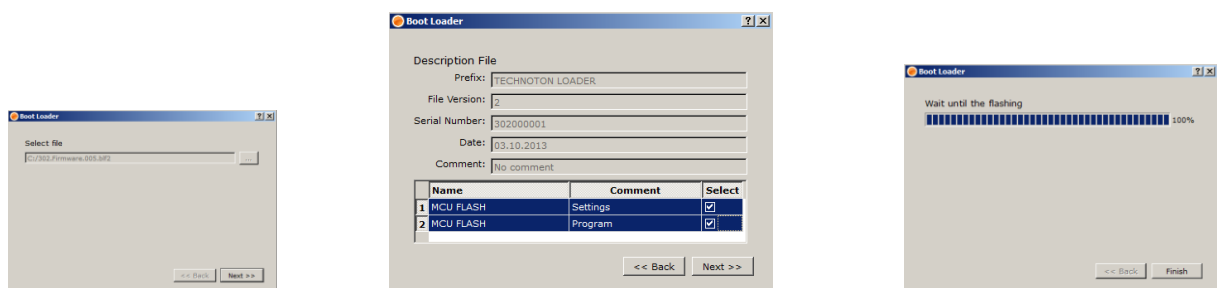 Boot Loader
Select file
C:/302.Firmware.005.blf2
...
<< Back Next >>
Boot Loader
Description File
Prefix: TECHNOTON LOADER
File Version: 2
Serial Number: 302000001
Date: 03.10.2013
Comment: No comment
Name Comment Select
1 MCU FLASH Settings
2 MCU FLASH Program
<< Back Next >>
Boot Loader
Wait until the flashing
100%
<< Back Finish